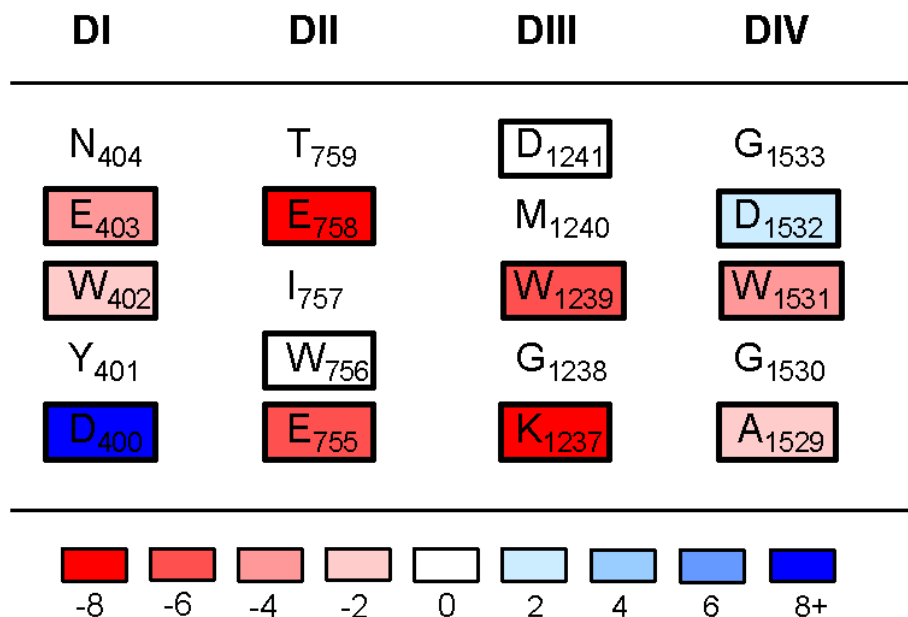 DI DII DIII DIV
N404 T759 D1241 G1533
E403 E758 M1240 D1532
W402 I757 W1239 W1531
Y401 W756 G1238 G1530
D400 E755 K1237 A1529
-8 -6 -4 -2 0 2 4 6 8+